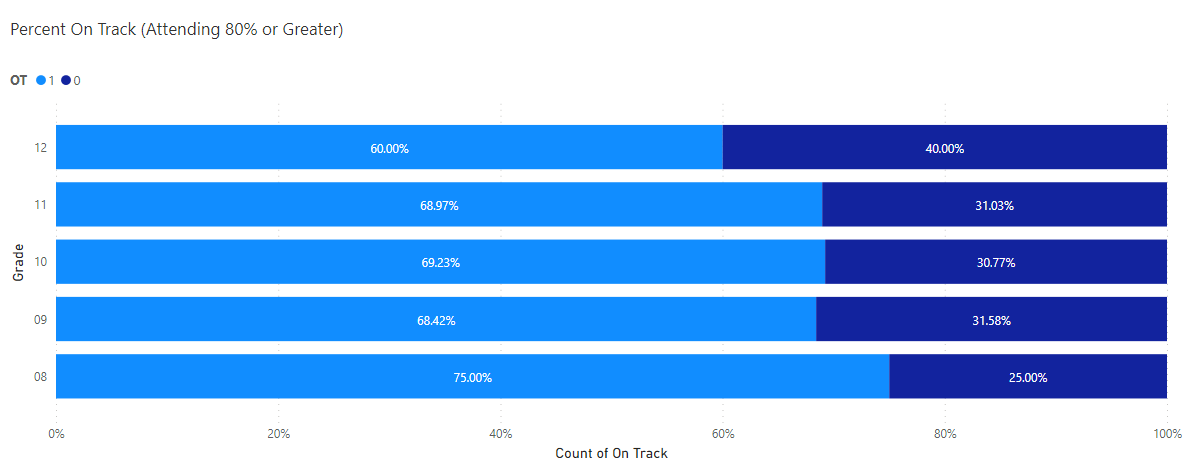 Percent On Track (Attending 80% or Greater)
OT 1 0
12 60.00% 40.00%
11 68.97% 31.03%
10 69.23% 30.77%
09 68.42% 31.58%
08 75.00% 25.00%
Grade
0% 20% 40% 60% 80% 100%
Count of On Track